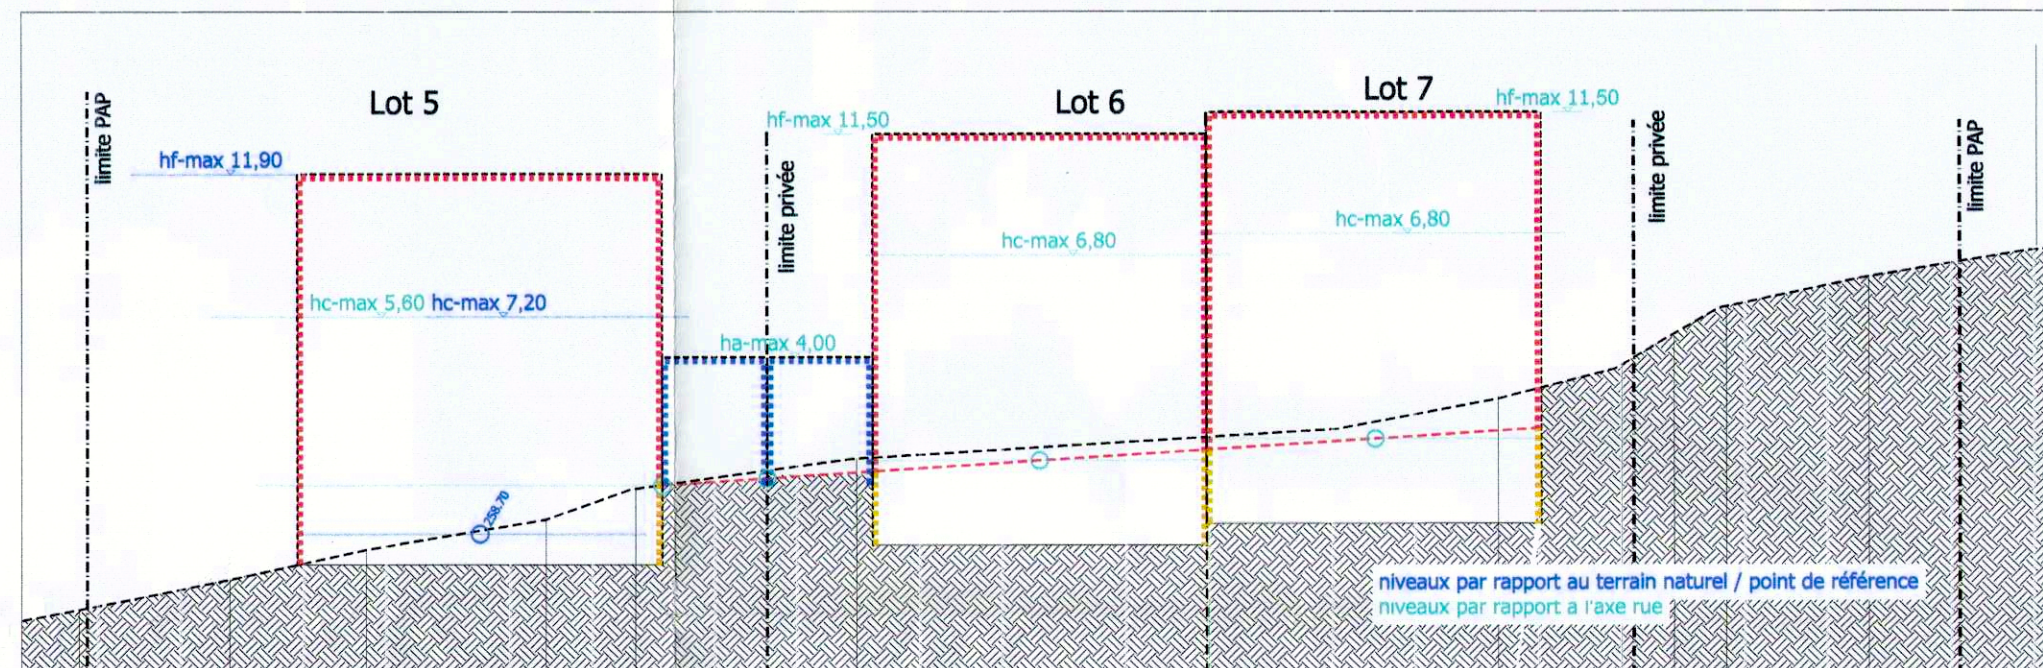 limite PAP
Lot 5
hf-max 11,90
hc-max 5,60 hc-max 7,20
258.70
ha-max 4,00
hf-max 11,50
limite privée
Lot 6
hc-max 6,80
Lot 7
hf-max 11,50
hc-max 6,80
limite privée
limite PAP
niveaux par rapport au terrain naturel / point de référence
niveaux par rapport a l'axe rue